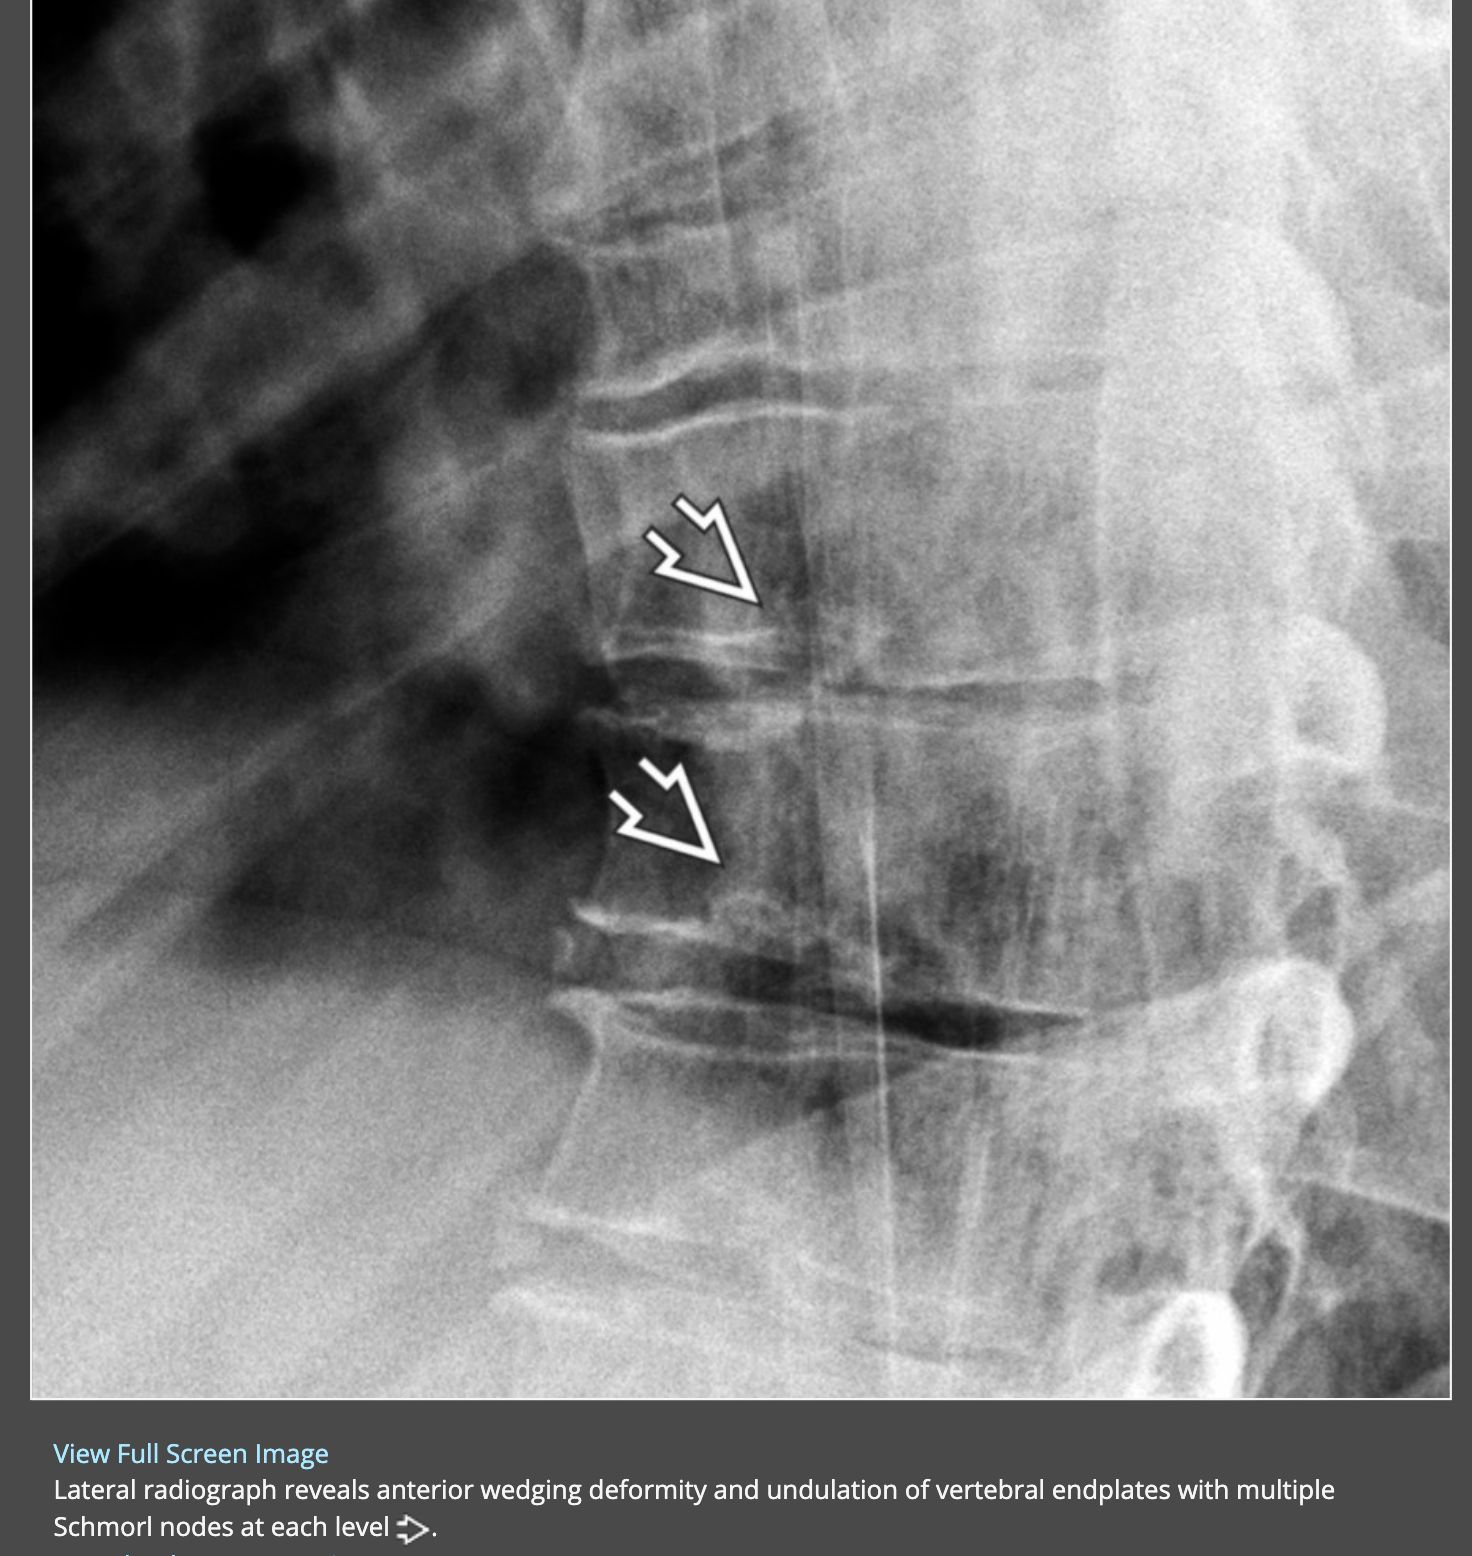 View Full Screen Image
Lateral radiograph reveals anterior wedging deformity and undulation of vertebral endplates with multiple
Schmorl nodes at each level.